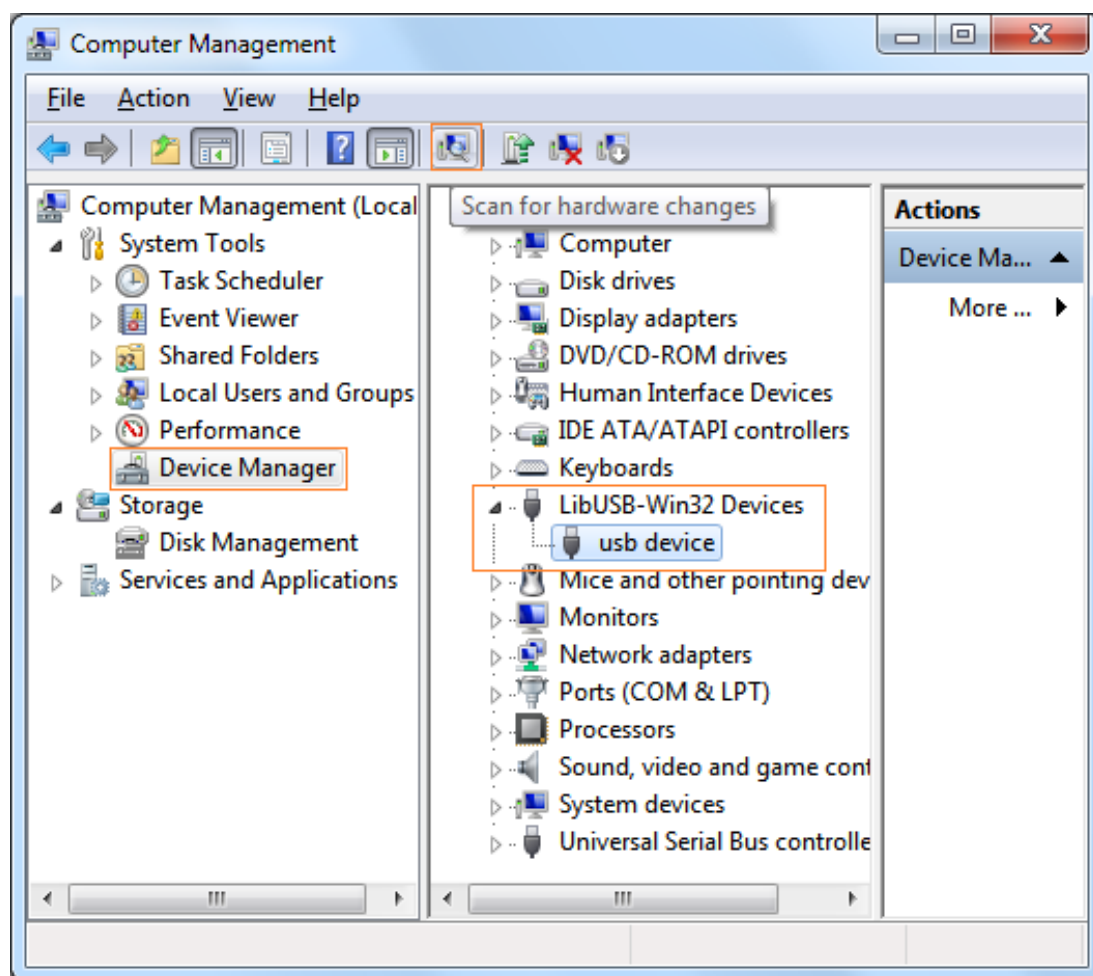 Computer Management
File Action View Help
Computer Management (Local
System Tools
Task Scheduler
Event Viewer
Shared Folders
Local Users and Groups
Performance
Device Manager
Storage
Disk Management
Services and Applications
Scan for hardware changes
Computer
Disk drives
Display adapters
DVD/CD-ROM drives
Human Interface Devices
IDE ATA/ATAPI controllers
Keyboards
LibUSB-Win32 Devices
usb device
Mice and other pointing dev
Monitors
Network adapters
Ports (COM & LPT)
Processors
Sound, video and game cont
System devices
Universal Serial Bus controlle
Actions
Device Ma...
More ...